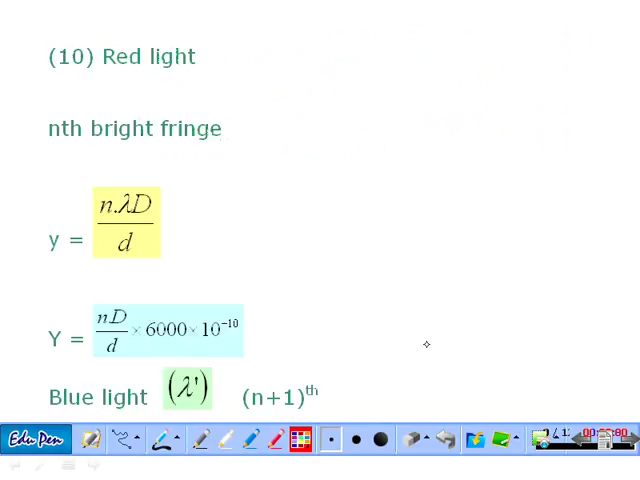 (10) Red light
nth bright fringe
y = n.λD / d
Y = nD / d × 6000 × 10⁻¹⁰
Blue light (λ') (n+1)ᵗʰ
Edu Pen